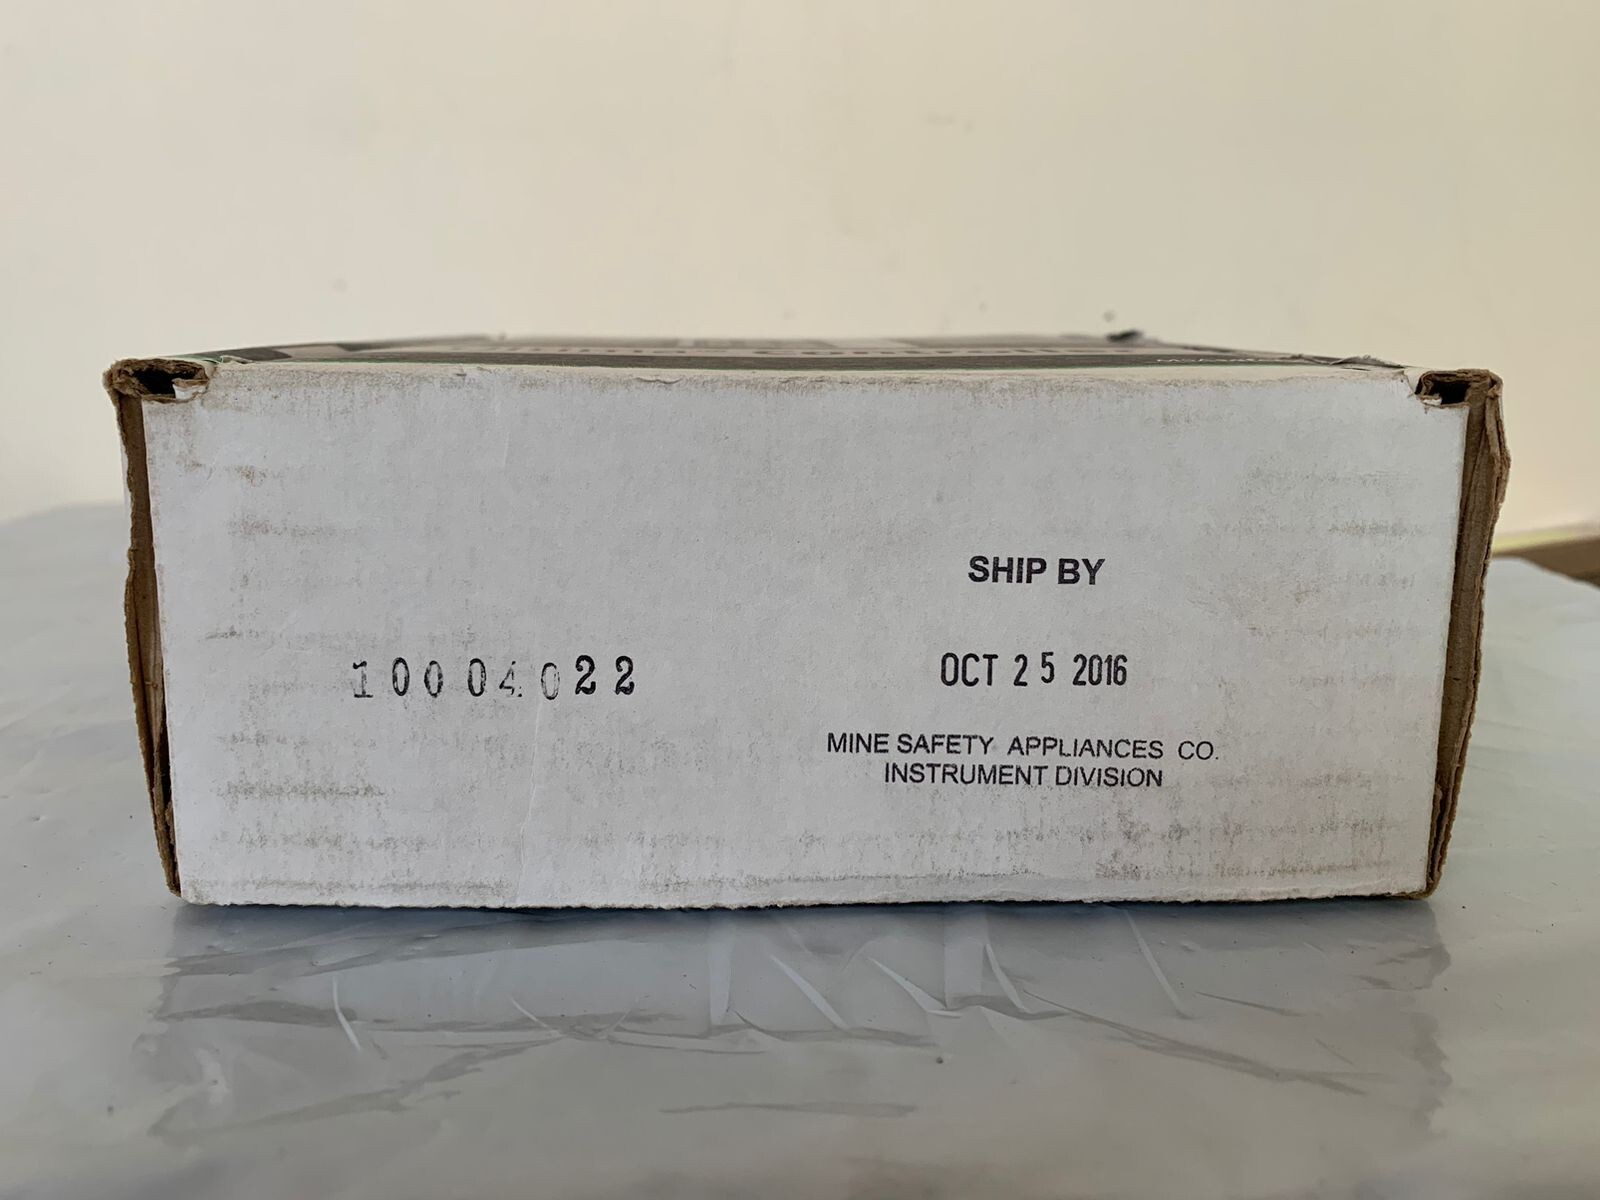 SHIP BY
10004022
OCT 25 2016
MINE SAFETY APPLIANCES CO.
INSTRUMENT DIVISION